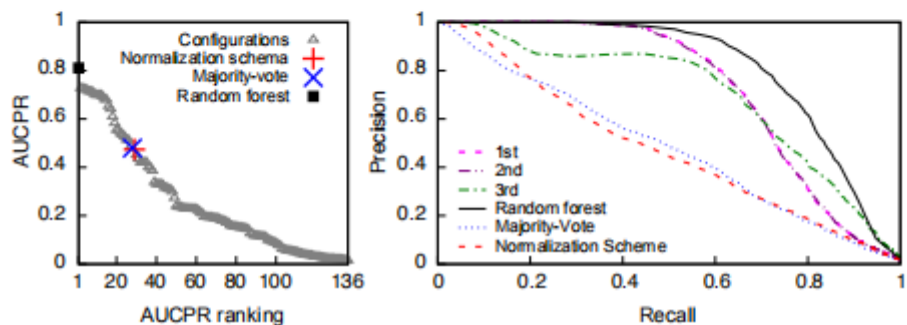 1
0.8
0.6
0.4
0.2
0
AUCPR
Configurations
Normalization schema
Majority-vote
Random forest
1 20 40 60 80 100 136
AUCPR ranking
1
0.8
0.6
0.4
0.2
0
Precision
1st
2nd
3rd
Random forest
Majority-Vote
Normalization Scheme
0 0.2 0.4 0.6 0.8 1
Recall